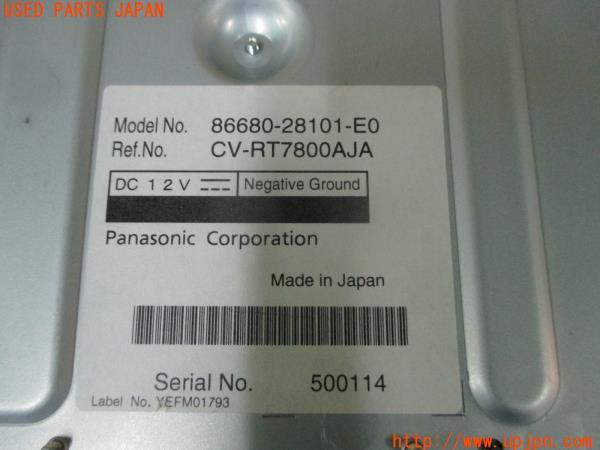 USED PARTS JAPAN
Model No. 86680-28101-E0
Ref.No. CV-RT7800AJA
DC 12V Negative Ground
Panasonic Corporation
Made in Japan
Serial No. 500114
Label No. YEFM01793
http://www.upjpn.com